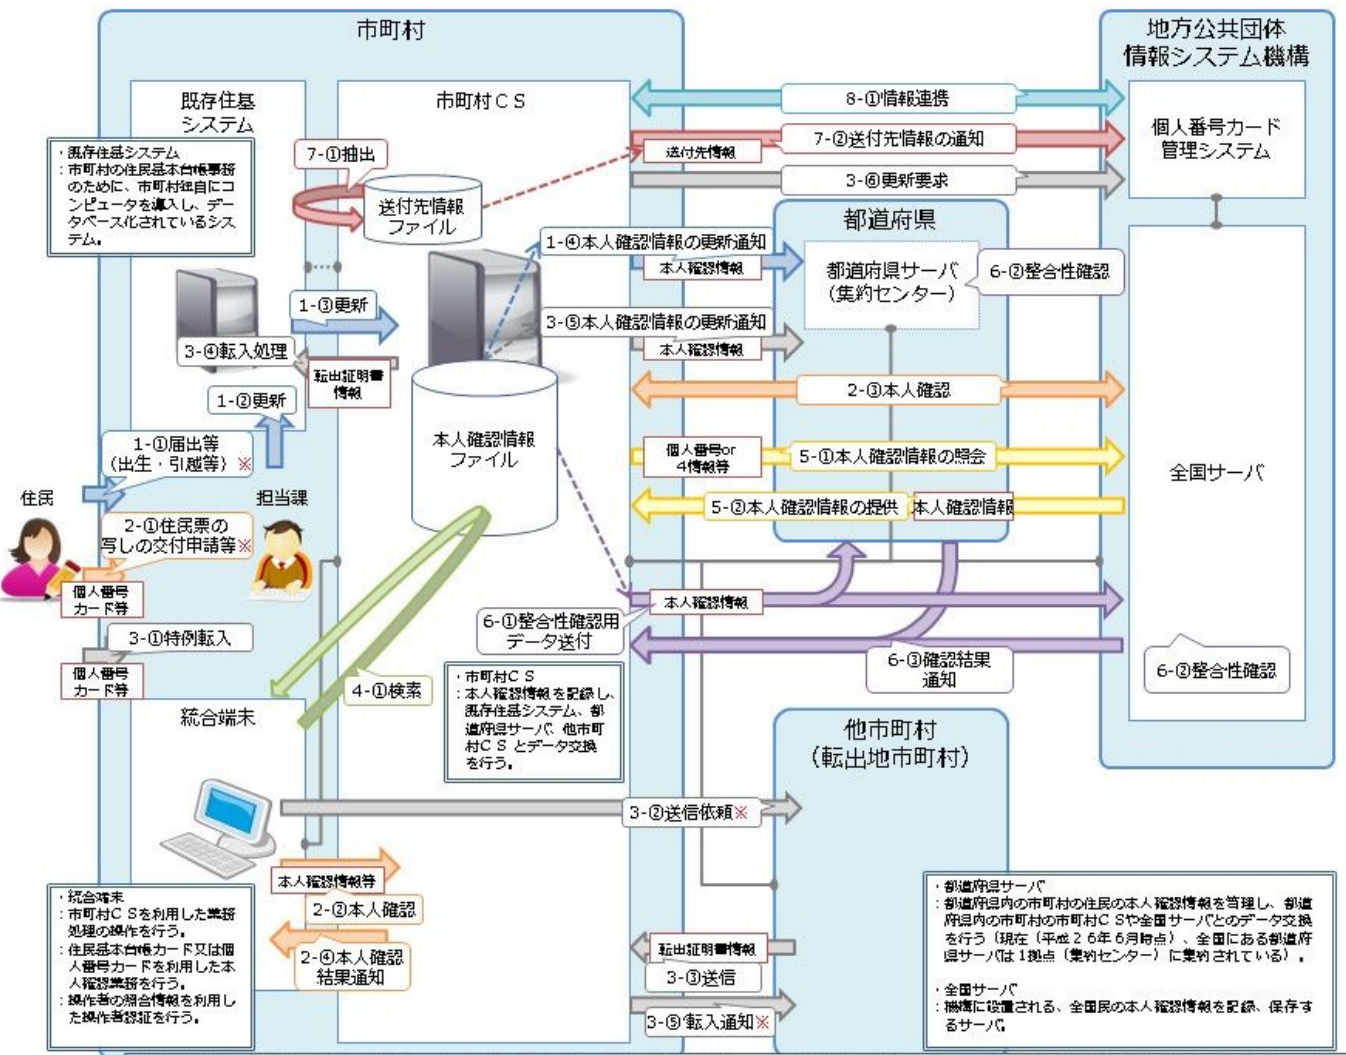 市町村
地方公共団体
情報システム機構
既存住基
システム
市町村ＣＳ
8-①情報連携
個人番号カード
管理システム
・既存住基システム
：市町村の住民基本台帳事務
のために、市町村独自にコ
ンピュータを導入し、デー
タベース化されているシス
テム。
7-①抽出
送付先情報
7-②送付先情報の通知
3-⑥更新要求
送付先情報
ファイル
都道府県
1-④本人確認情報の更新通知
本人確認情報
都道府県サーバ
（集約センター）
6-②整合性確認
1-③更新
3-⑤本人確認情報の更新通知
本人確認情報
3-④転入処理
転出証明書
情報
1-②更新
2-③本人確認
1-①届出等
（出生・引越等）※
本人確認情報
ファイル
個人番号or
4情報等
5-①本人確認情報の照会
全国サーバ
住民
担当課
5-②本人確認情報の提供
本人確認情報
2-①住民票の
写しの交付申請等※
個人番号
カード等
本人確認情報
6-①整合性確認用
データ送付
3-①特例転入
個人番号
カード等
6-③確認結果
通知
6-②整合性確認
4-①検索
・市町村ＣＳ
：本人確認情報を記録し、
既存住基システム、都
道府県サーバ、他市町
村ＣＳとデータ交換
を行う。
統合端末
他市町村
（転出地市町村）
3-②送信依頼※
本人確認情報等
2-②本人確認
・統合端末
：市町村ＣＳを利用した業務
処理の操作を行う。
：住民基本台帳カード又は個
人番号カードを利用した本
人確認業務を行う。
：操作者の照合情報を利用し
た操作者認証を行う。
2-④本人確認
結果通知
転出証明書情報
3-③送信
3-⑤’転入通知※
・都道府県サーバ
：都道府県内の市町村の住民の本人確認情報を管理し、都道
府県内の市町村の市町村ＣＳや全国サーバとのデータ交換
を行う（現在（平成２６年６月時点）、全国にある都道府
県サーバは１拠点（集約センター）に集約されている）。
・全国サーバ
：機構に設置される、全国民の本人確認情報を記録、保存す
るサーバ。